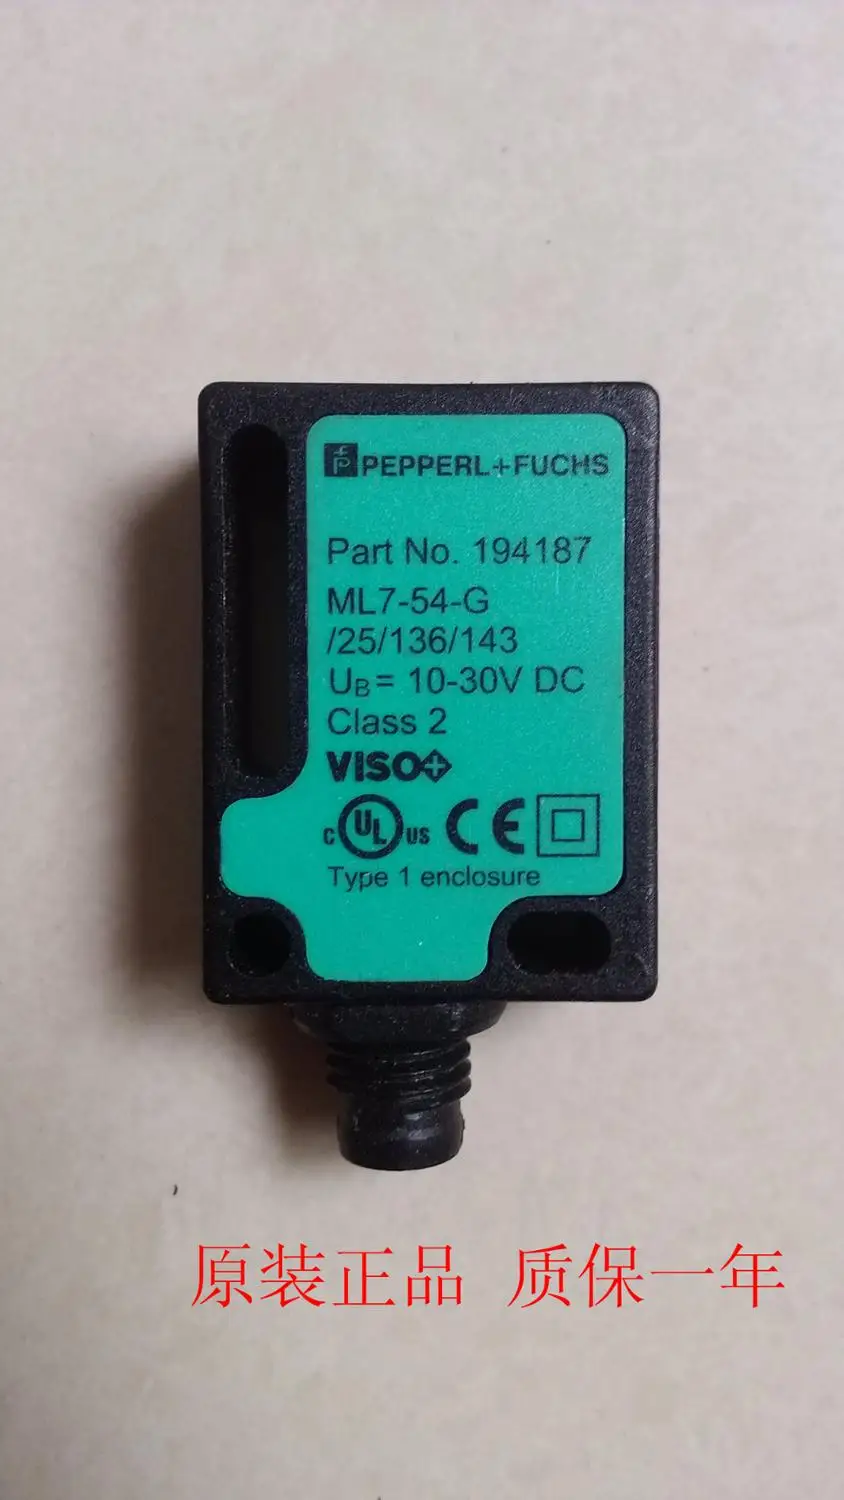 PEPPERL+FUCHS
Part No. 194187
ML7-54-G
/25/136/143
UB= 10-30V DC
Class 2
VISO+
c UL US CE
Type 1 enclosure
原装正品 质保一年